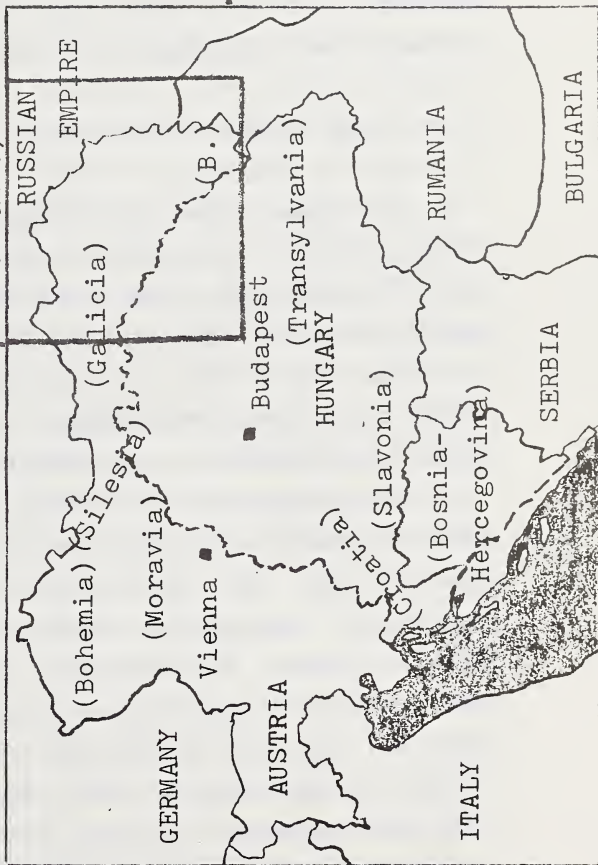 RUSSIAN
EMPIRE
(Bohemia)
(Silesia)
(Galicia)
(Moravia)
GERMANY
Vienna
(B.)
Budapest
AUSTRIA
(Transylvania)
HUNGARY
(Croatia)
(Slavonia)
RUMANIA
(Bosnia-
Hercegovina)
ITALY
SERBIA
BULGARIA